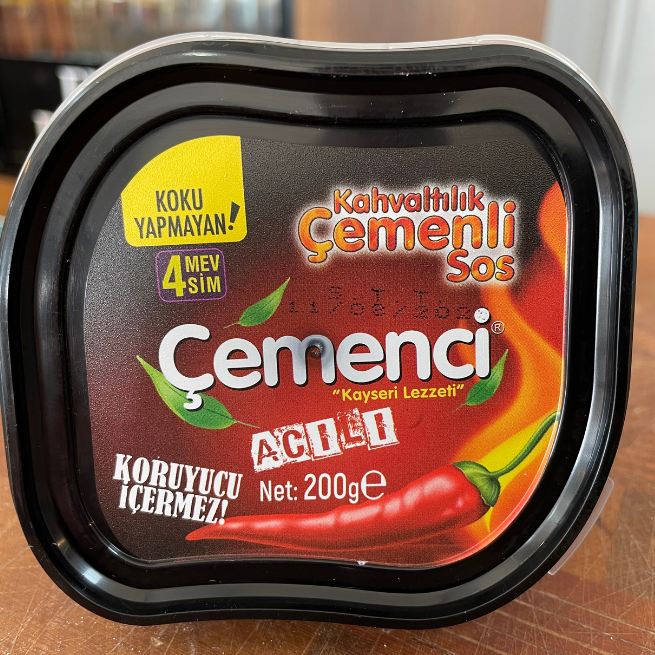 KOKU
YAPMAYAN!
4 MEV
SİM
Kahvaltılık
Çemenli
Sos
Çemenci®
"Kayseri Lezzeti"
ACILI
KORUYUCU
İÇERMEZ!
Net: 200g℮